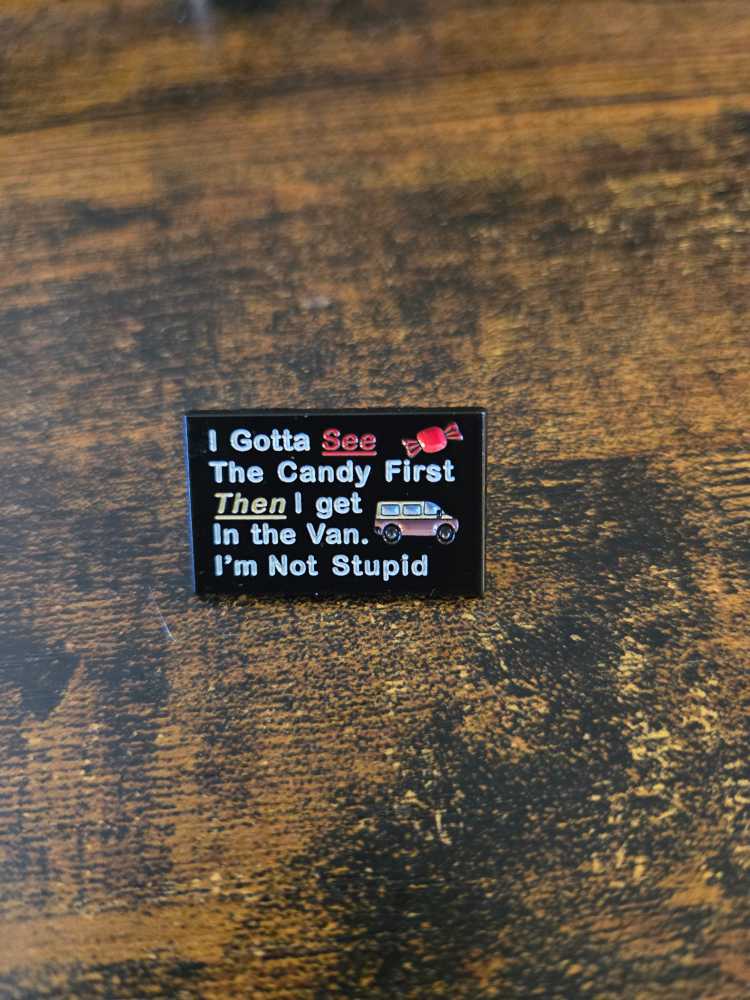 I Gotta See
The Candy First
Then I get
In the Van.
I'm Not Stupid